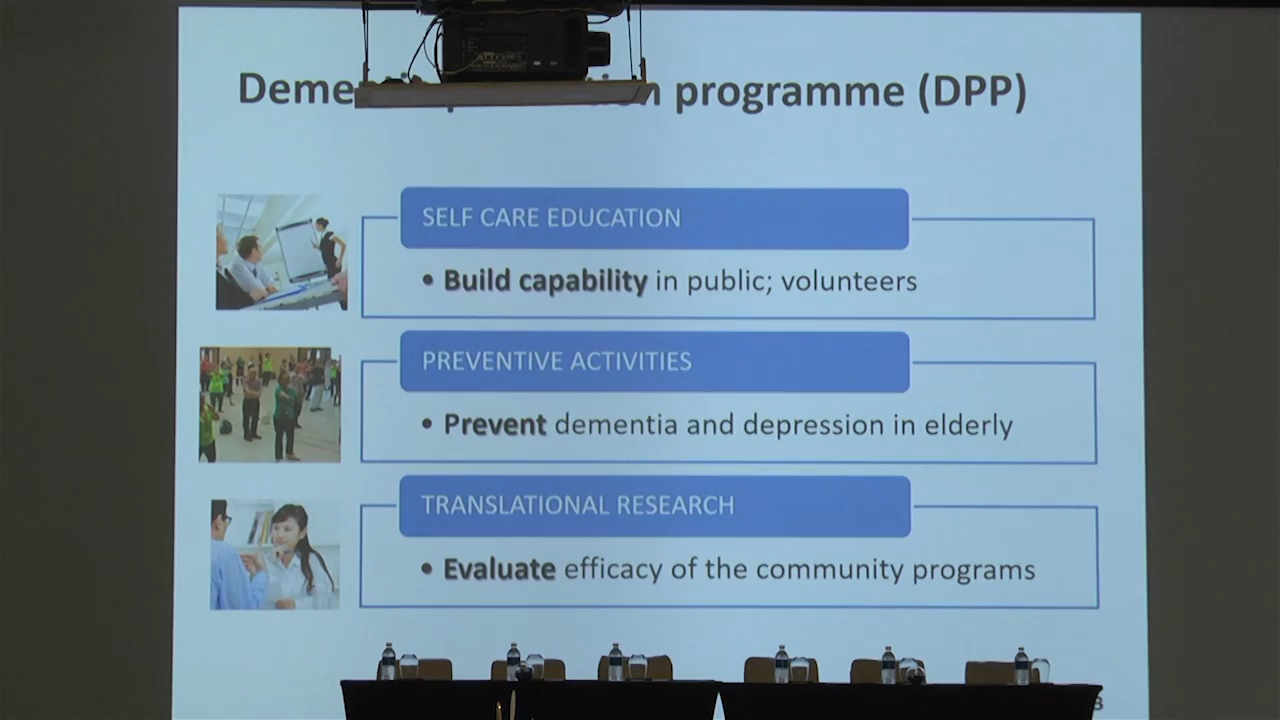 programme (DPP)
SELF CARE EDUCATION
• Build capability in public; volunteers
PREVENTIVE ACTIVITIES
• Prevent dementia and depression in elderly
TRANSLATIONAL RESEARCH
• Evaluate efficacy of the community programs